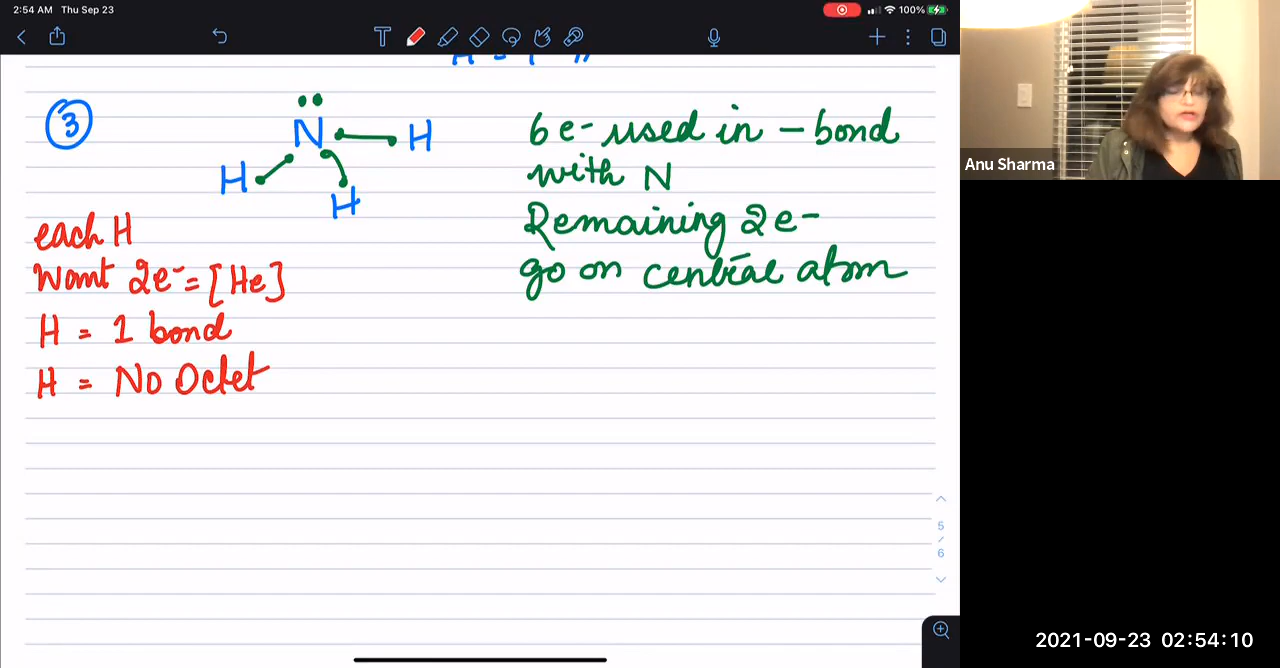 2:54 AM Thu Sep 23
100%
T
3
N
H
H
H
6 e- used in - bond
with N
Remaining 2e-
go on central atom
each H
Want 2e- = [He]
H = 1 bond
H = No Octet
5
6
Anu Sharma
2021-09-23 02:54:10